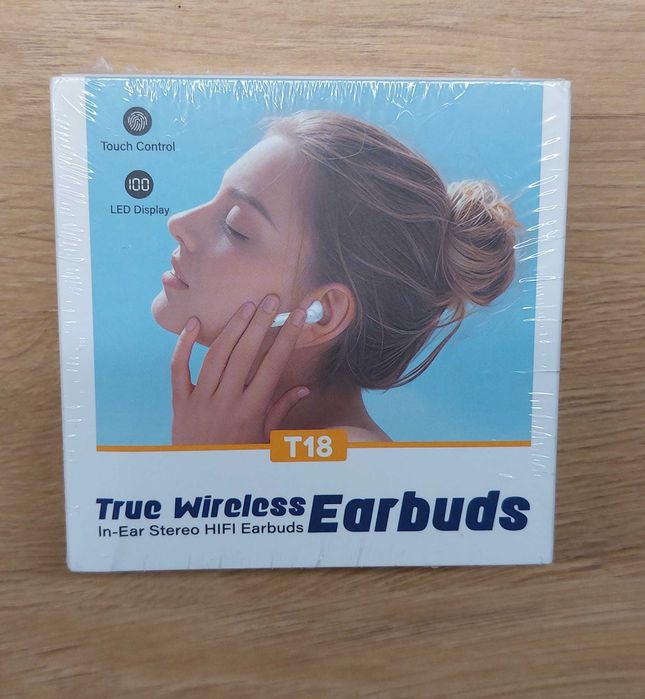 Touch Control
100
LED Display
T18
True Wireless Earbuds
In-Ear Stereo HIFI Earbuds